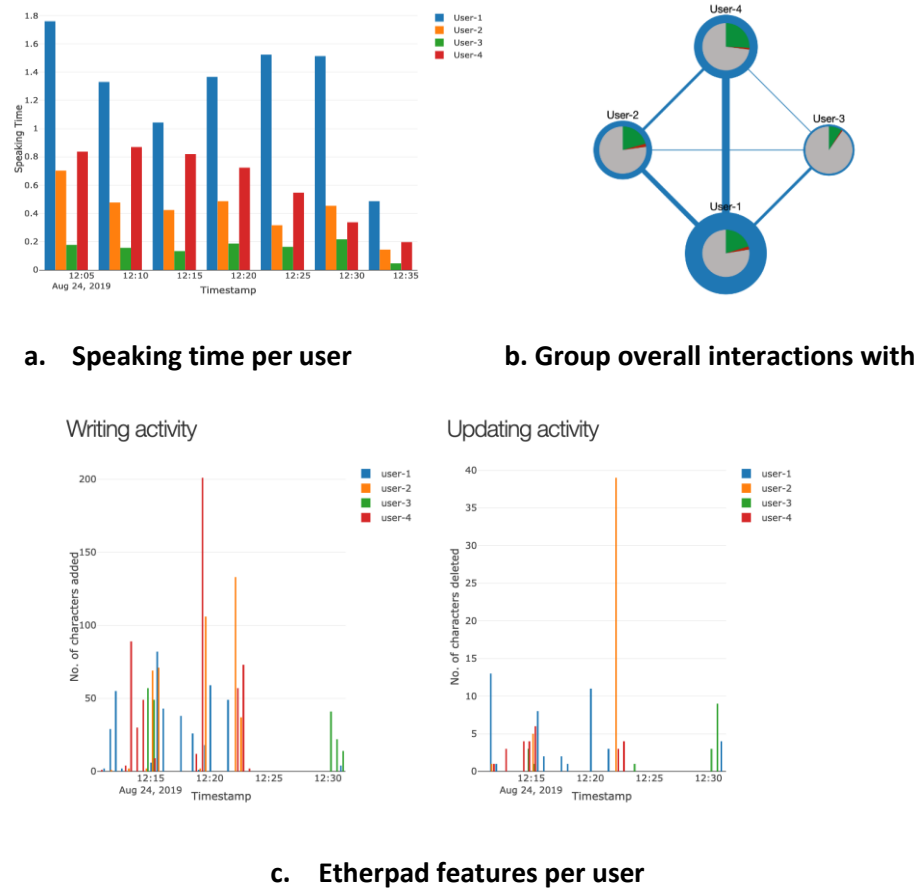 1.8
1.6
1.4
1.2
1
0.8
0.6
0.4
0.2
0
Speaking Time
12:05 12:10 12:15 12:20 12:25 12:30 12:35
Aug 24, 2019
Timestamp
User-1
User-2
User-3
User-4
User-4
User-2
User-3
User-1
a. Speaking time per user
b. Group overall interactions with
Writing activity
200
150
100
50
0
No. of characters added
12:15 12:20 12:25 12:30
Aug 24, 2019
Timestamp
user-1
user-2
user-3
user-4
Updating activity
40
35
30
25
20
15
10
5
0
No. of characters deleted
12:15 12:20 12:25 12:30
Aug 24, 2019
Timestamp
user-1
user-2
user-3
user-4
c. Etherpad features per user